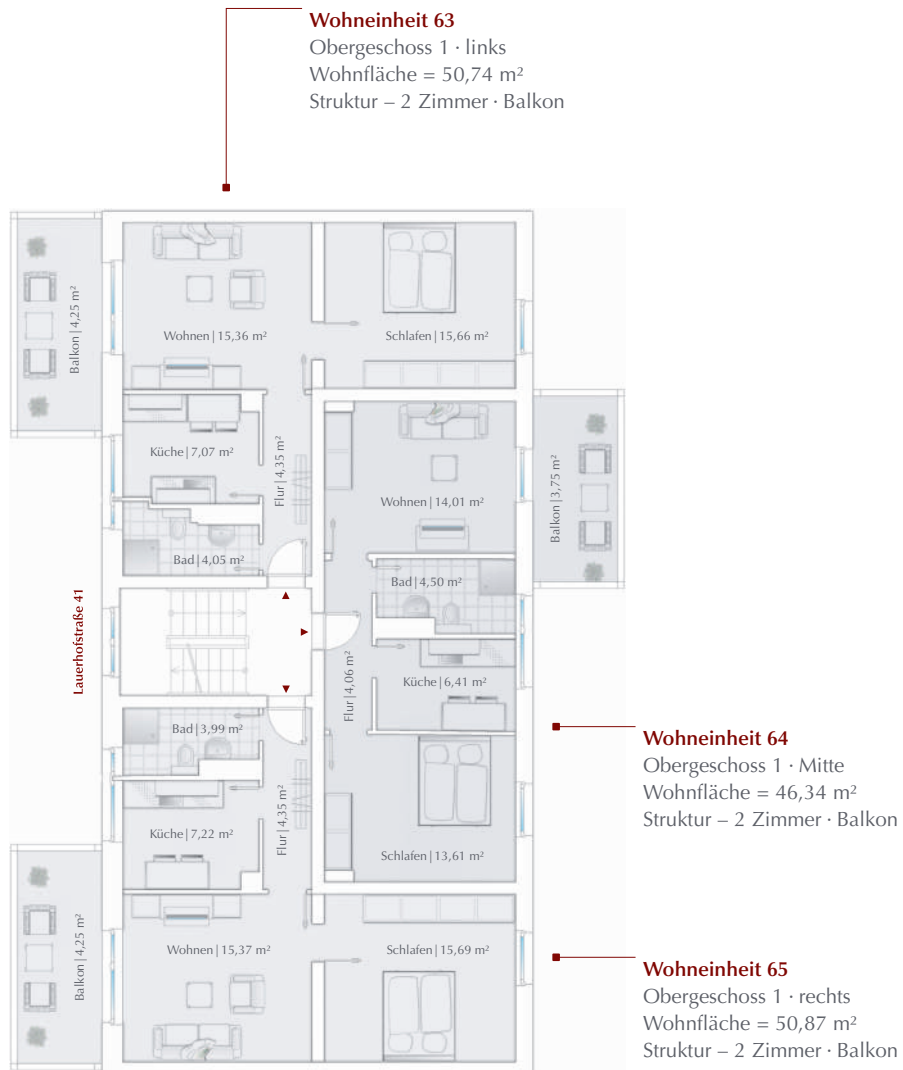 Wohneinheit 63
Obergeschoss 1 · links
Wohnfläche = 50,74 m²
Struktur – 2 Zimmer · Balkon
Balkon | 4,25 m²
Wohnen | 15,36 m²
Schlafen | 15,66 m²
Küche | 7,07 m²
Flur | 4,35 m²
Bad | 4,05 m²
Wohnen | 14,01 m²
Balkon | 3,75 m²
Bad | 4,50 m²
Lauerhofstraße 41
Küche | 6,41 m²
Flur | 4,06 m²
Bad | 3,99 m²
Küche | 7,22 m²
Flur | 4,35 m²
Schlafen | 13,61 m²
Wohneinheit 64
Obergeschoss 1 · Mitte
Wohnfläche = 46,34 m²
Struktur – 2 Zimmer · Balkon
Balkon | 4,25 m²
Wohnen | 15,37 m²
Schlafen | 15,69 m²
Wohneinheit 65
Obergeschoss 1 · rechts
Wohnfläche = 50,87 m²
Struktur – 2 Zimmer · Balkon